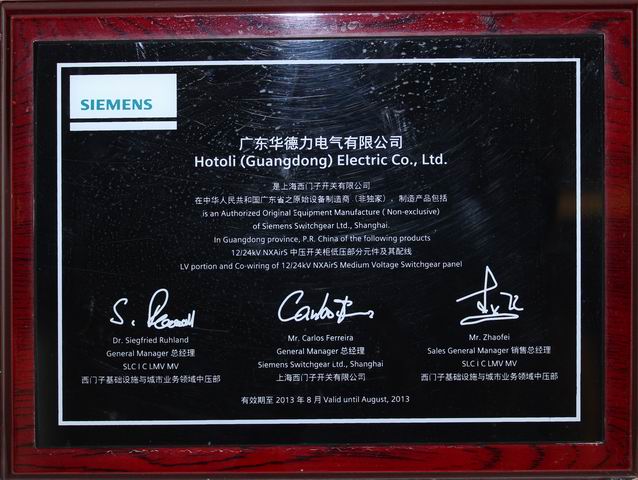 SIEMENS
广东华德力电气有限公司
Hotoli (Guangdong) Electric Co., Ltd.
是上海西门子开关有限公司
在中华人民共和国广东省之原始设备制造商（非独家），制造产品包括
is an Authorized Original Equipment Manufacture ( Non-exclusive)
of Siemens Switchgear Ltd., Shanghai.
In Guangdong province, P.R. China of the following products
12/24kV NXAirS 中压开关柜低压部分元件及其配线
LV portion and Co-wiring of 12/24kV NXAirS Medium Voltage Switchgear panel
Dr. Siegfried Ruhland
General Manager 总经理
SLC I C LMV MV
西门子基础设施与城市业务领域中压部
Mr. Carlos Ferreira
General Manager 总经理
Siemens Switchgear Ltd., Shanghai
上海西门子开关有限公司
Mr. Zhaofei
Sales General Manager 销售总经理
SLC I C LMV MV
西门子基础设施与城市业务领域中压部
有效期至 2013 年 8 月 Valid until August, 2013